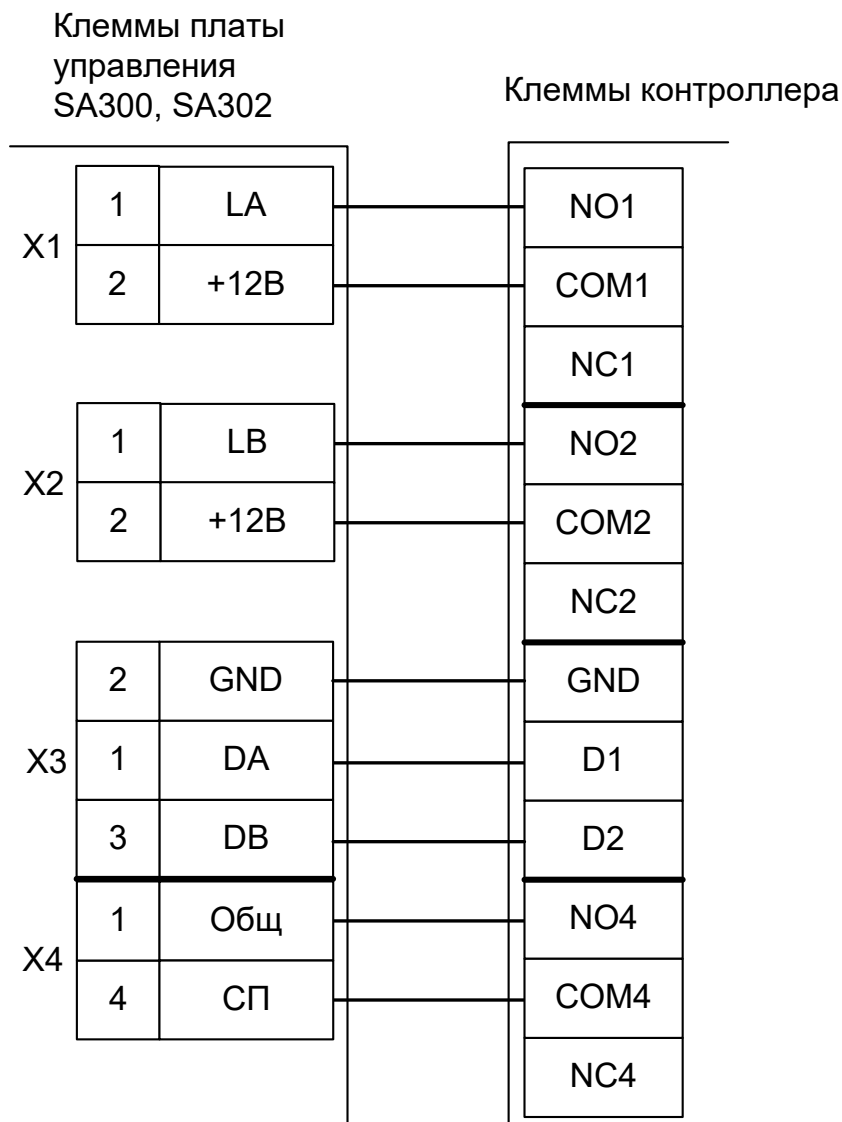 Клеммы платы
управления
SA300, SA302
Клеммы контроллера
X1
1 LA
2 +12В
NO1
COM1
NC1
X2
1 LB
2 +12В
NO2
COM2
NC2
X3
2 GND
1 DA
3 DB
GND
D1
D2
X4
1 Общ
4 СП
NO4
COM4
NC4